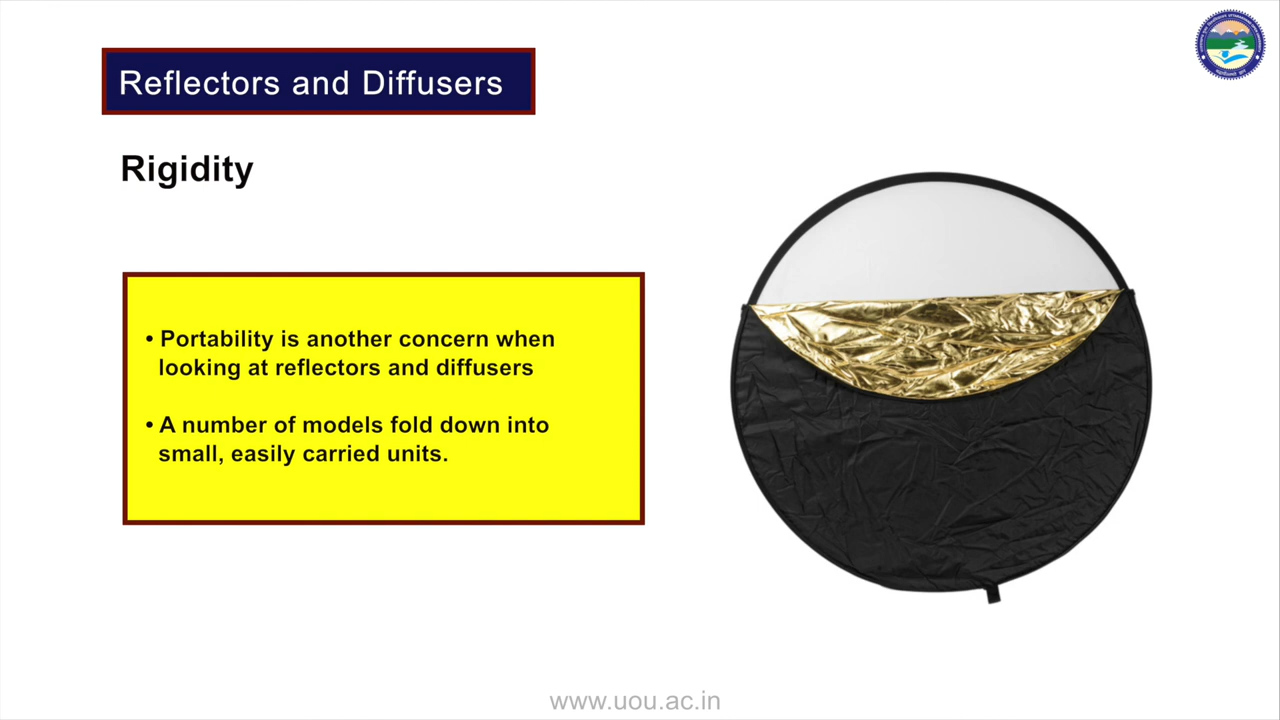 Reflectors and Diffusers
Rigidity
• Portability is another concern when
looking at reflectors and diffusers
• A number of models fold down into
small, easily carried units.
www.uou.ac.in